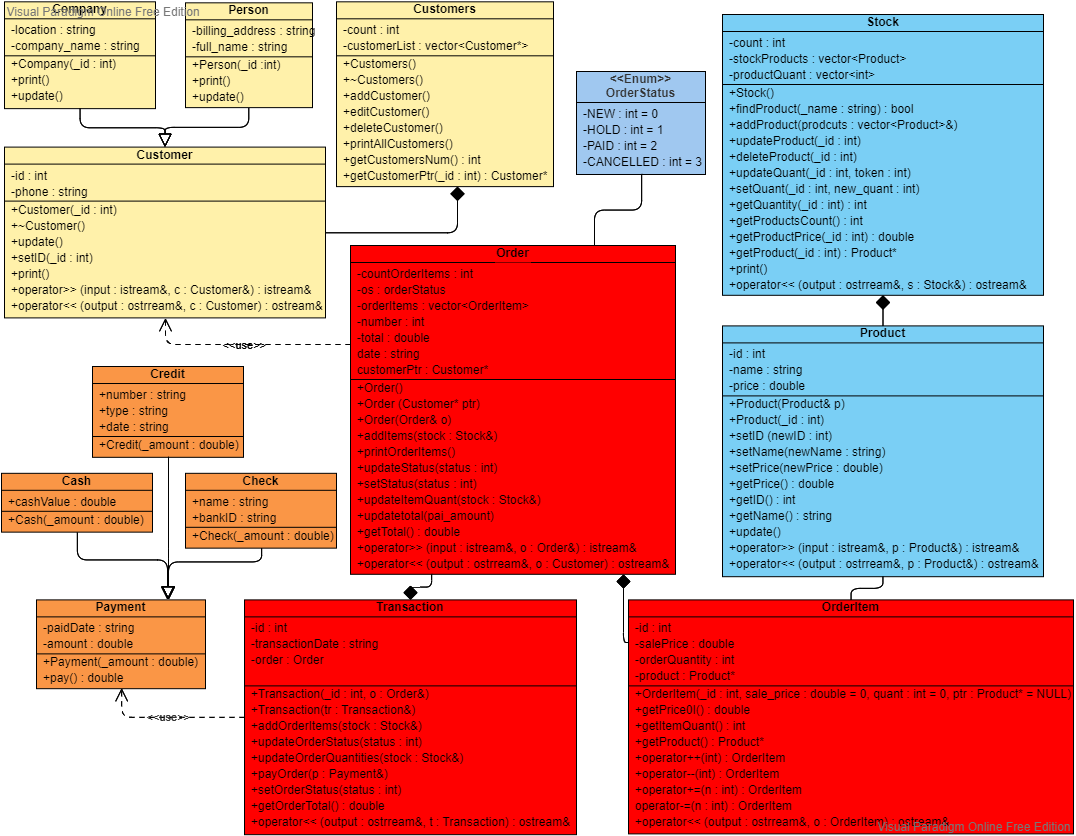 Visual Paradigm Online Free Edition
Company
-location : string
-company_name : string
+Company(_id : int)
+print()
+update()
Person
-billing_address : string
-full_name : string
+Person(_id :int)
+print()
+update()
Customers
-count : int
-customerList : vector<Customer*>
+Customers()
+~Customers()
+addCustomer()
+editCustomer()
+deleteCustomer()
+printAllCustomers()
+getCustomersNum() : int
+getCustomerPtr(_id : int) : Customer*
<<Enum>>
OrderStatus
-NEW : int = 0
-HOLD : int = 1
-PAID : int = 2
-CANCELLED : int = 3
Stock
-count : int
-stockProducts : vector<Product>
-productQuant : vector<int>
+Stock()
+findProduct(_name : string) : bool
+addProduct(prodcuts : vector<Product>&)
+updateProduct(_id : int)
+deleteProduct(_id : int)
+updateQuant(_id : int, token : int)
+setQuant(_id : int, new_quant : int)
+getQuantity(_id : int) : int
+getProductsCount() : int
+getProductPrice(_id : int) : double
+getProduct(_id : int) : Product*
+print()
+operator<< (output : ostrream&, s : Stock&) : ostream&
Customer
-id : int
-phone : string
+Customer(_id : int)
+~Customer()
+update()
+setID(_id : int)
+print()
+operator>> (input : istream&, c : Customer&) : istream&
+operator<< (output : ostrream&, c : Customer) : ostream&
<<use>>
Order
-countOrderItems : int
-os : orderStatus
-orderItems : vector<OrderItem>
-number : int
-total : double
date : string
customerPtr : Customer*
+Order()
+Order (Customer* ptr)
+Order(Order& o)
+addItems(stock : Stock&)
+printOrderItems()
+updateStatus(status : int)
+setStatus(status : int)
+updateItemQuant(stock : Stock&)
+updatetotal(pai_amount)
+getTotal() : double
+operator>> (input : istream&, o : Order&) : istream&
+operator<< (output : ostrream&, o : Customer) : ostream&
Product
-id : int
-name : string
-price : double
+Product(Product& p)
+Product(_id : int)
+setID (newID : int)
+setName(newName : string)
+setPrice(newPrice : double)
+getPrice() : double
+getID() : int
+getName() : string
+update()
+operator>> (input : istream&, p : Product&) : istream&
+operator<< (output : ostrream&, p : Product&) : ostream&
Credit
+number : string
+type : string
+date : string
+Credit(_amount : double)
Cash
+cashValue : double
+Cash(_amount : double)
Check
+name : string
+bankID : string
+Check(_amount : double)
Payment
-paidDate : string
-amount : double
+Payment(_amount : double)
+pay() : double
<<use>>
Transaction
-id : int
-transactionDate : string
-order : Order
+Transaction(_id : int, o : Order&)
+Transaction(tr : Transaction&)
+addOrderItems(stock : Stock&)
+updateOrderStatus(status : int)
+updateOrderQuantities(stock : Stock&)
+payOrder(p : Payment&)
+setOrderStatus(status : int)
+getOrderTotal() : double
+operator<< (output : ostrream&, t : Transaction) : ostream&
OrderItem
-id : int
-salePrice : double
-orderQuantity : int
-product : Product*
+OrderItem(_id : int, sale_price : double = 0, quant : int = 0, ptr : Product* = NULL)
+getPrice0I() : double
+getItemQuant() : int
+getProduct() : Product*
+operator++(int) : OrderItem
+operator--(int) : OrderItem
+operator+=(n : int) : OrderItem
operator-=(n : int) : OrderItem
+operator<< (output : ostrream&, o : OrderItem) : ostream&
Visual Paradigm Online Free Edition